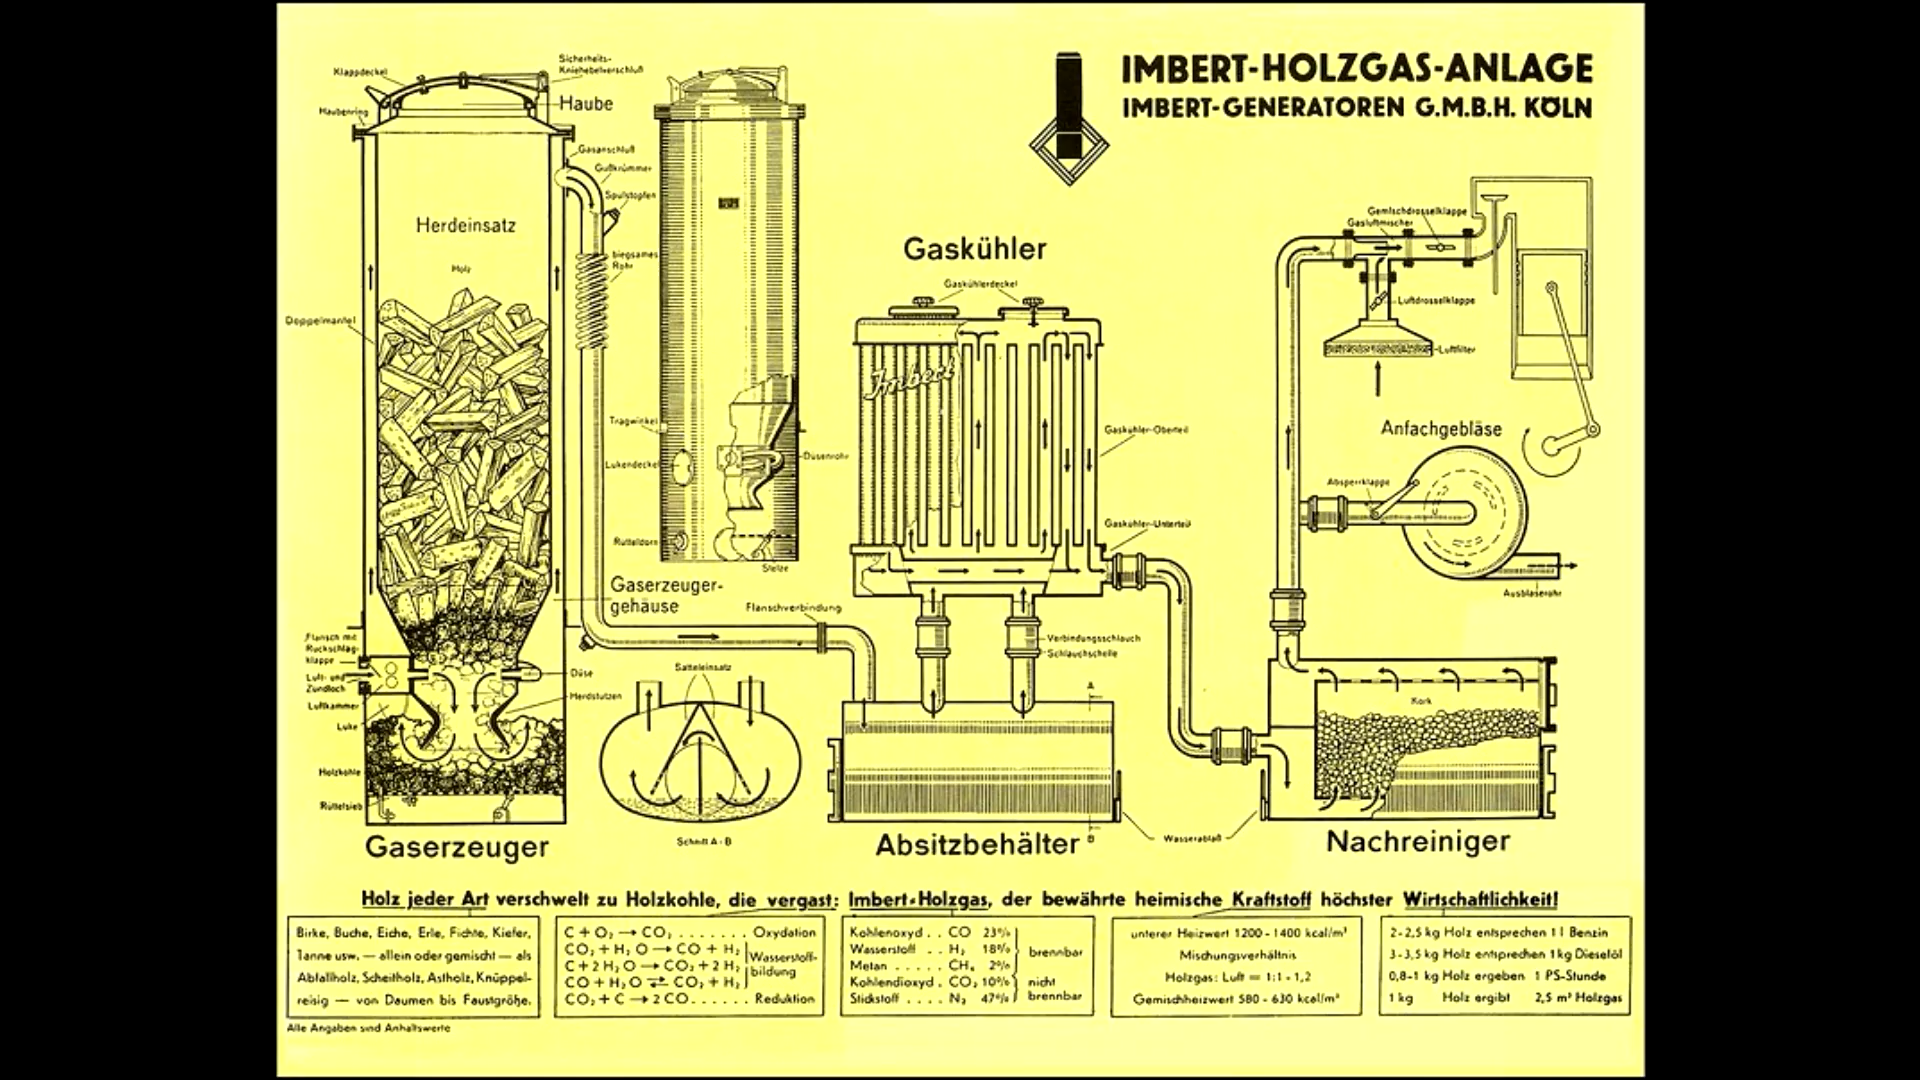 IMBERT-HOLZGAS-ANLAGE
IMBERT-GENERATOREN G.M.B.H. KÖLN
Klappdeckel
Sicherheits-
Kniehebelverschluß
Haubenring
Haube
Gasanschluß
Gußkrümmer
Spülstopfen
Herdeinsatz
biegsames
Rohr
Holz
Doppelmantel
Tragwinkel
Lukendeckel
Düsenrohr
Rütteldorn
Stelze
Gaserzeuger-
gehäuse
Flanschverbindung
Flansch mit
Rückschlag-
klappe
Luft- und
Zündloch
Luftkammer
Luke
Holzkohle
Rüttelsieb
Düse
Herdstutzen
Gaserzeuger
Satteleinsatz
Schnitt A-B
Gaskühler
Gaskühlerdeckel
Imbert
Gaskühler-Oberteil
Gaskühler-Unterteil
Verbindungsschlauch
Schlauchschelle
A
B
Absitzbehälter
Wasserablaß
Gemischdrosselklappe
Gasluftmischer
Luftdrosselklappe
Luftfilter
Anfachgebläse
Absperrklappe
Ausblaserohr
Kork
Nachreiniger
Holz jeder Art verschwelt zu Holzkohle, die vergast: Imbert-Holzgas, der bewährte heimische Kraftstoff höchster Wirtschaftlichkeit!
Birke, Buche, Eiche, Erle, Fichte, Kiefer,
Tanne usw. — allein oder gemischt — als
Abfallholz, Scheitholz, Astholz, Knüppel-
reisig — von Daumen bis Faustgröße.
C + O₂ → CO₂ ....... Oxydation
CO₂ + H₂O → CO + H₂
C + 2 H₂O → CO₂ + 2 H₂
CO + H₂O ⇄ CO₂ + H₂
Wasserstoff-
bildung
CO₂ + C → 2 CO ...... Reduktion
Kohlenoxyd .. CO 23%
Wasserstoff .. H₂ 18%
Metan ..... CH₄ 2%
brennbar
Kohlendioxyd . CO₂ 10%
Stickstoff .... N₂ 47%
nicht
brennbar
unterer Heizwert 1200 - 1400 kcal/m³
Mischungsverhältnis
Holzgas: Luft = 1:1 - 1,2
Gemischheizwert 580 - 630 kcal/m³
2-2,5 kg Holz entsprechen 1 l Benzin
3-3,5 kg Holz entsprechen 1 kg Dieselöl
0,8-1 kg Holz ergeben 1 PS-Stunde
1 kg Holz ergibt 2,5 m³ Holzgas
Alle Angaben sind Anhaltswerte